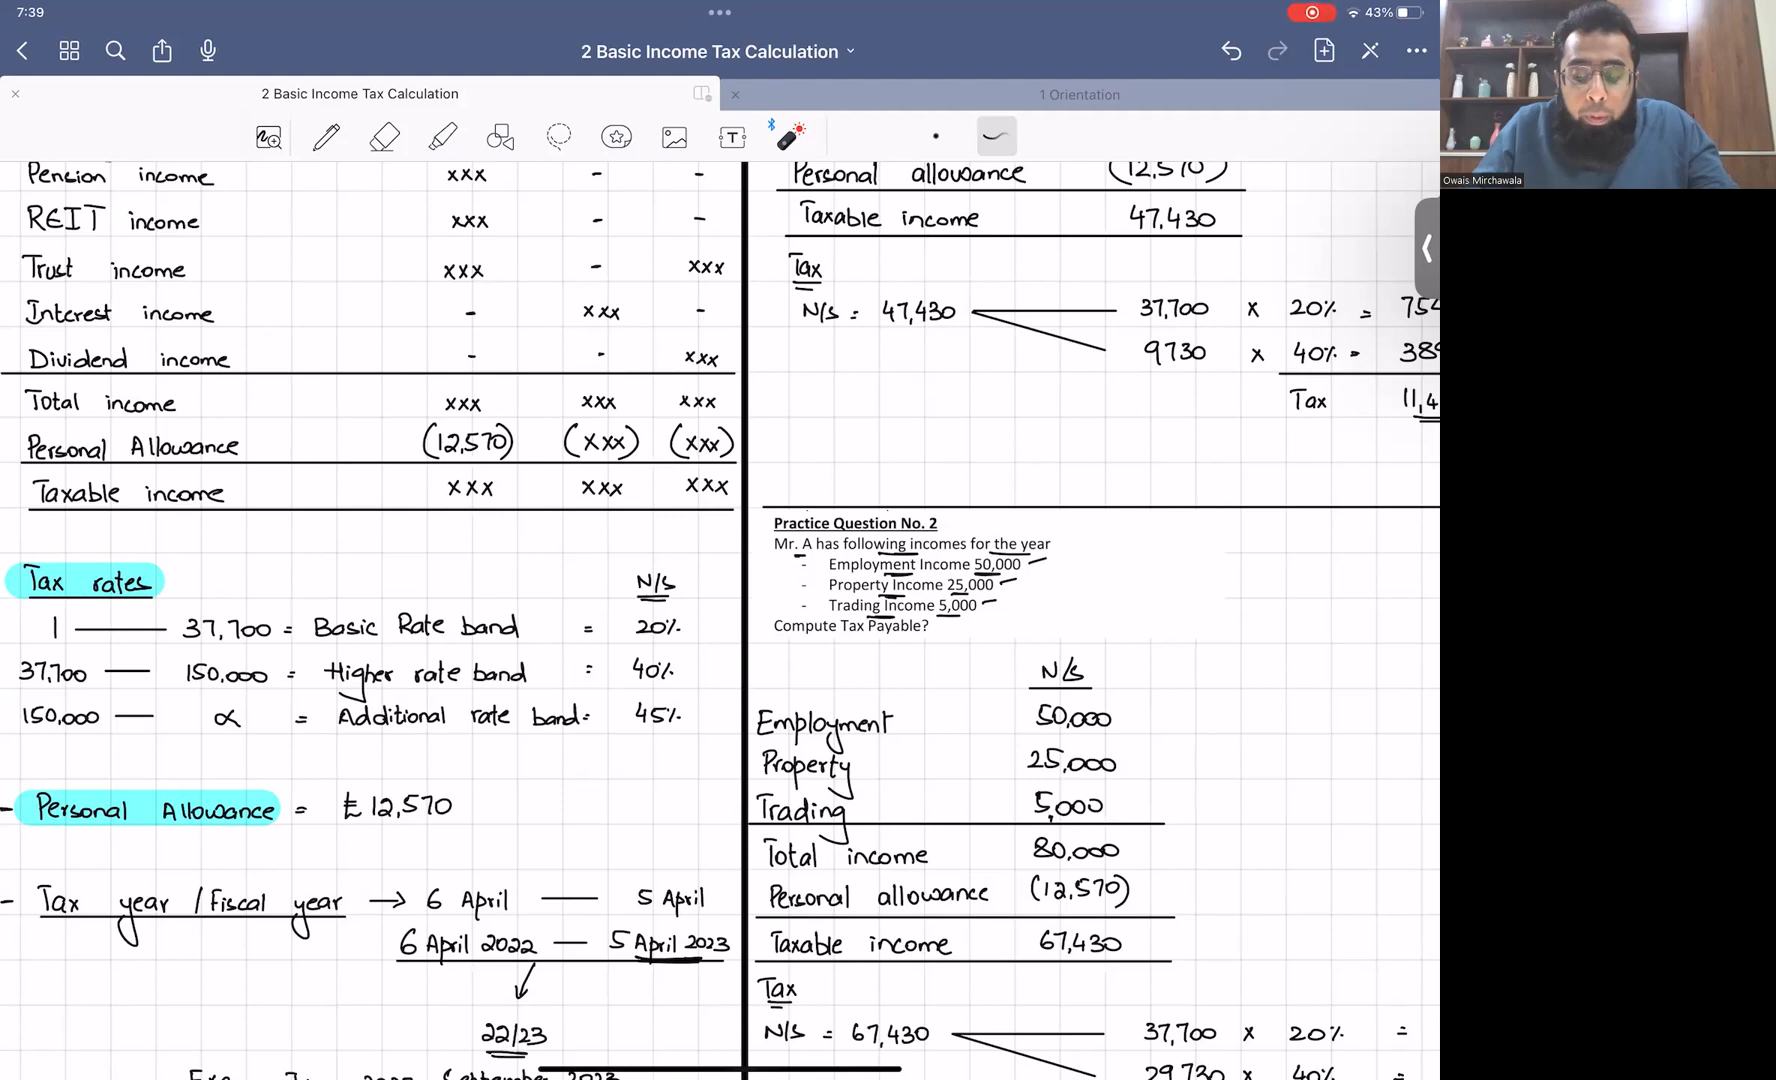 7:39
43%
2 Basic Income Tax Calculation
2 Basic Income Tax Calculation
1 Orientation
T
Pension income xxx - -
REIT income xxx - -
Trust income xxx - xxx
Interest income - xxx -
Dividend income - - xxx
Total income xxx xxx xxx
Personal Allowance (12,570) (xxx) (xxx)
Taxable income xxx xxx xxx
Tax rates N/S
1 — 37,700 = Basic Rate band = 20%
37,700 — 150,000 = Higher rate band = 40%
150,000 — α = Additional rate band = 45%
- Personal Allowance = £12,570
- Tax year / Fiscal year → 6 April — 5 April
6 April 2022 — 5 April 2023
22/23
Personal allowance (12,570)
Taxable income 47,430
Tax
N/S = 47,430 37,700 x 20% = 754
9730 x 40% =
Tax 11,4
Practice Question No. 2
Mr. A has following incomes for the year
- Employment Income 50,000
- Property Income 25,000
- Trading Income 5,000
Compute Tax Payable?
N/S
Employment 50,000
Property 25,000
Trading 5,000
Total income 80,000
Personal allowance (12,570)
Taxable income 67,430
Tax
N/S = 67,430 37,700 x 20% =
29,730 x 40% =
Owais Mirchawala